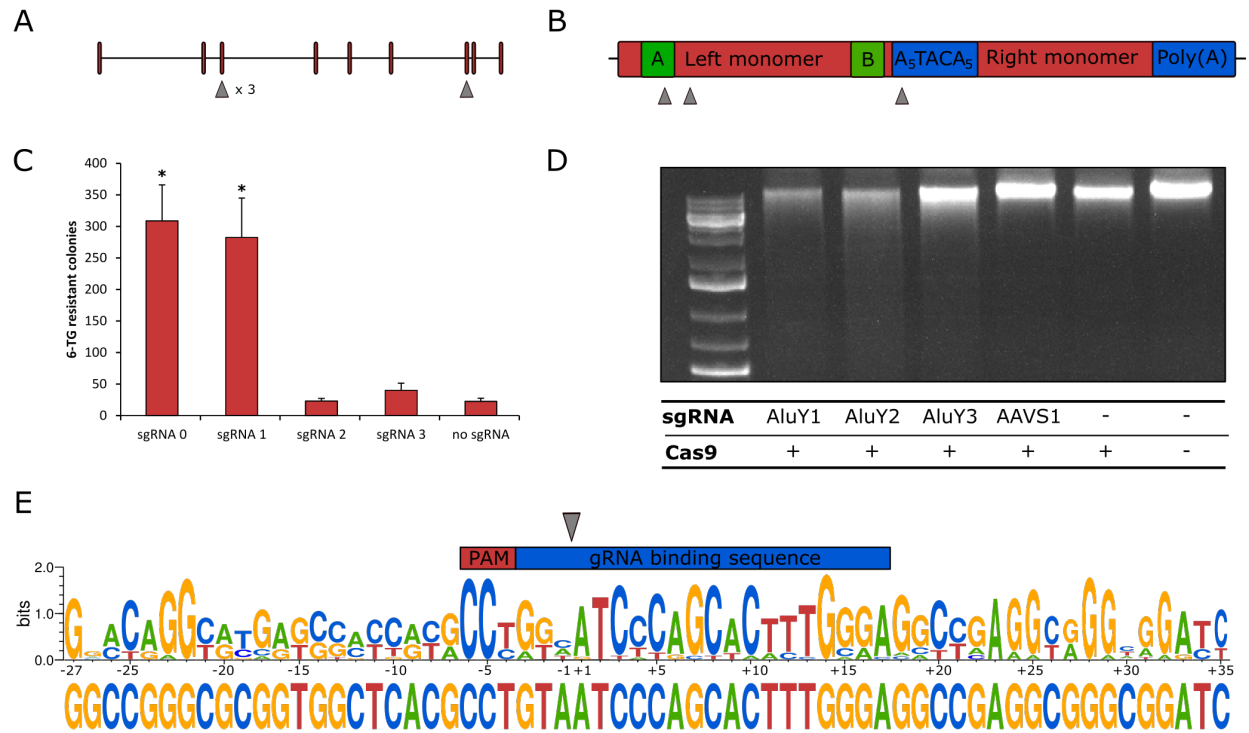 A
x 3
B
A Left monomer B A₅TACA₅ Right monomer Poly(A)
C
6-TG resistant colonies
400
350
300
250
200
150
100
50
0
* *
sgRNA 0 sgRNA 1 sgRNA 2 sgRNA 3 no sgRNA
D
sgRNA AluY1 AluY2 AluY3 AAVS1 - -
Cas9 + + + + + -
E
PAM gRNA binding sequence
bits
2.0
1.0
0.0
-27 -20 -15 -10 -5 -1 +1 +5 +10 +15 +20 +25 +30 +35
GGCCGGGCGCGGTGGCTCACGCCTGTAATCCCAGCACTTTGGGAGGCCGAGGCGGGCGGATC